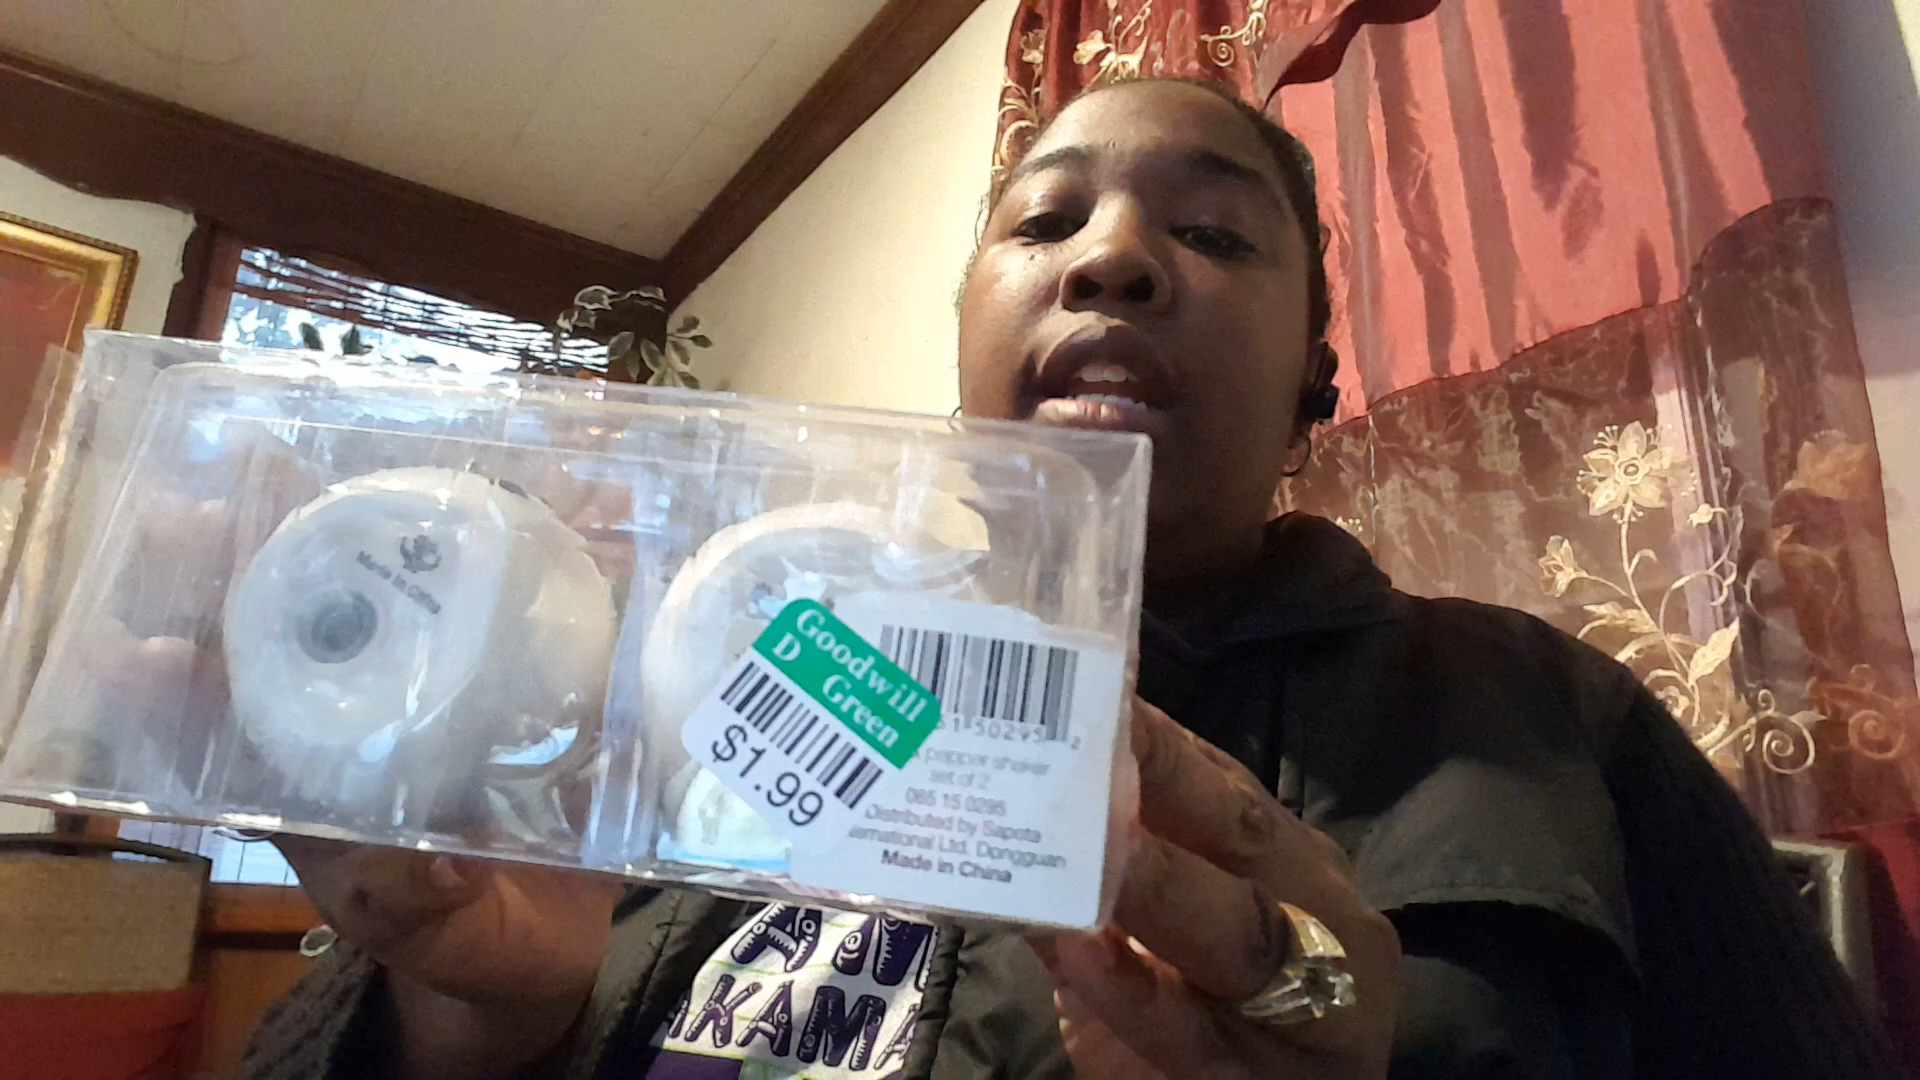 Made in China
Goodwill
D Green
$1.99
pepper shaker
set of 2
065 15 0295
Distributed by Sapota
Ltd. Dongguan
Made in China